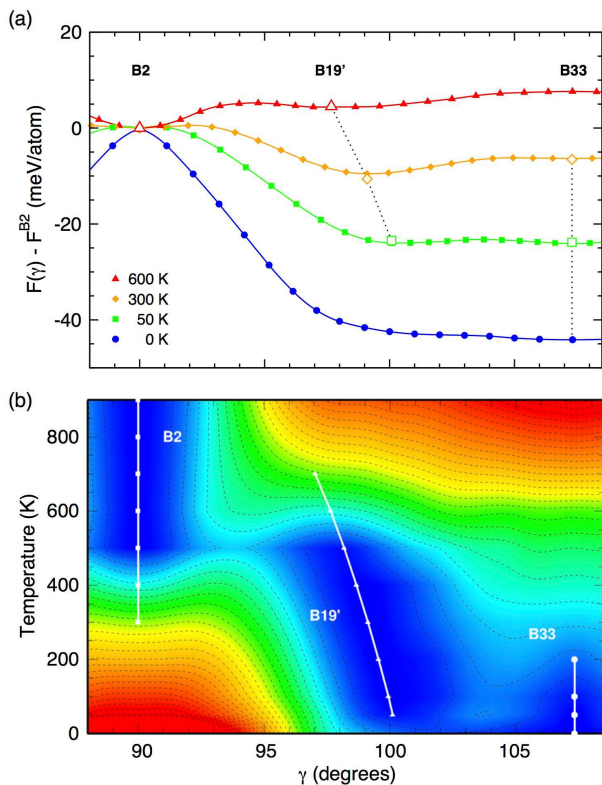 (a)
B2 B19' B33
20
0
-20
-40
F(γ) - F^B2 (meV/atom)
600 K
300 K
50 K
0 K
(b)
800
600
400
200
0
Temperature (K)
B2
B19'
B33
90 95 100 105
γ (degrees)